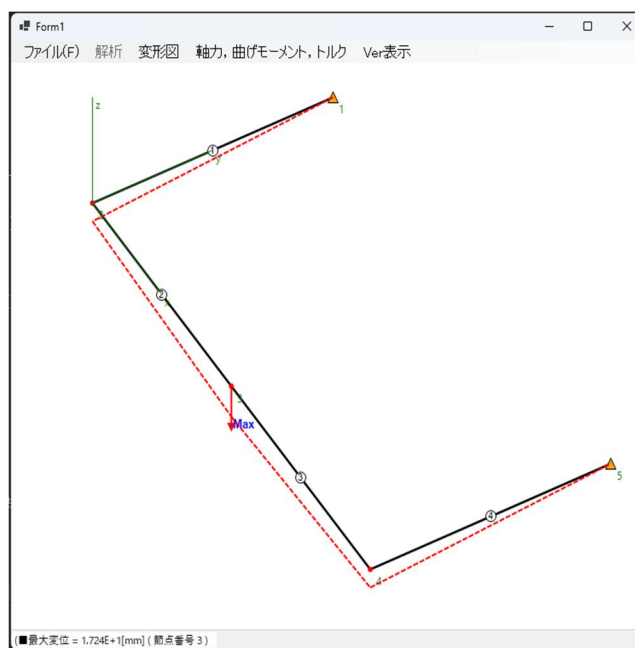 Form1
ファイル(F) 解析 変形図 軸力, 曲げモーメント, トルク Ver表示
z
1
1
y
2
3
Max
3
5
4
4
(■最大変位 = 1.724E+1[mm] ( 節点番号 3 )